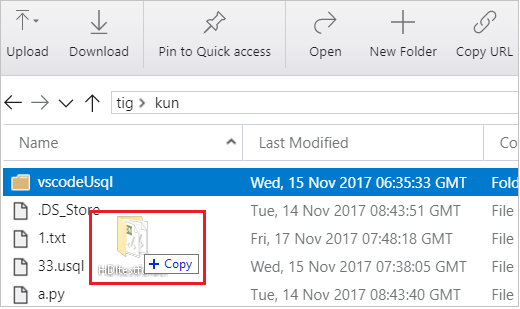 Upload Download Pin to Quick access Open New Folder Copy URL
tig kun
Name Last Modified Co
vscodeUsql Wed, 15 Nov 2017 06:35:33 GMT Fold
.DS_Store Tue, 14 Nov 2017 08:43:51 GMT File
1.txt Fri, 17 Nov 2017 07:48:18 GMT File
33.usql Wed, 15 Nov 2017 07:38:05 GMT File
+ Copy
a.py Tue, 14 Nov 2017 08:43:40 GMT File